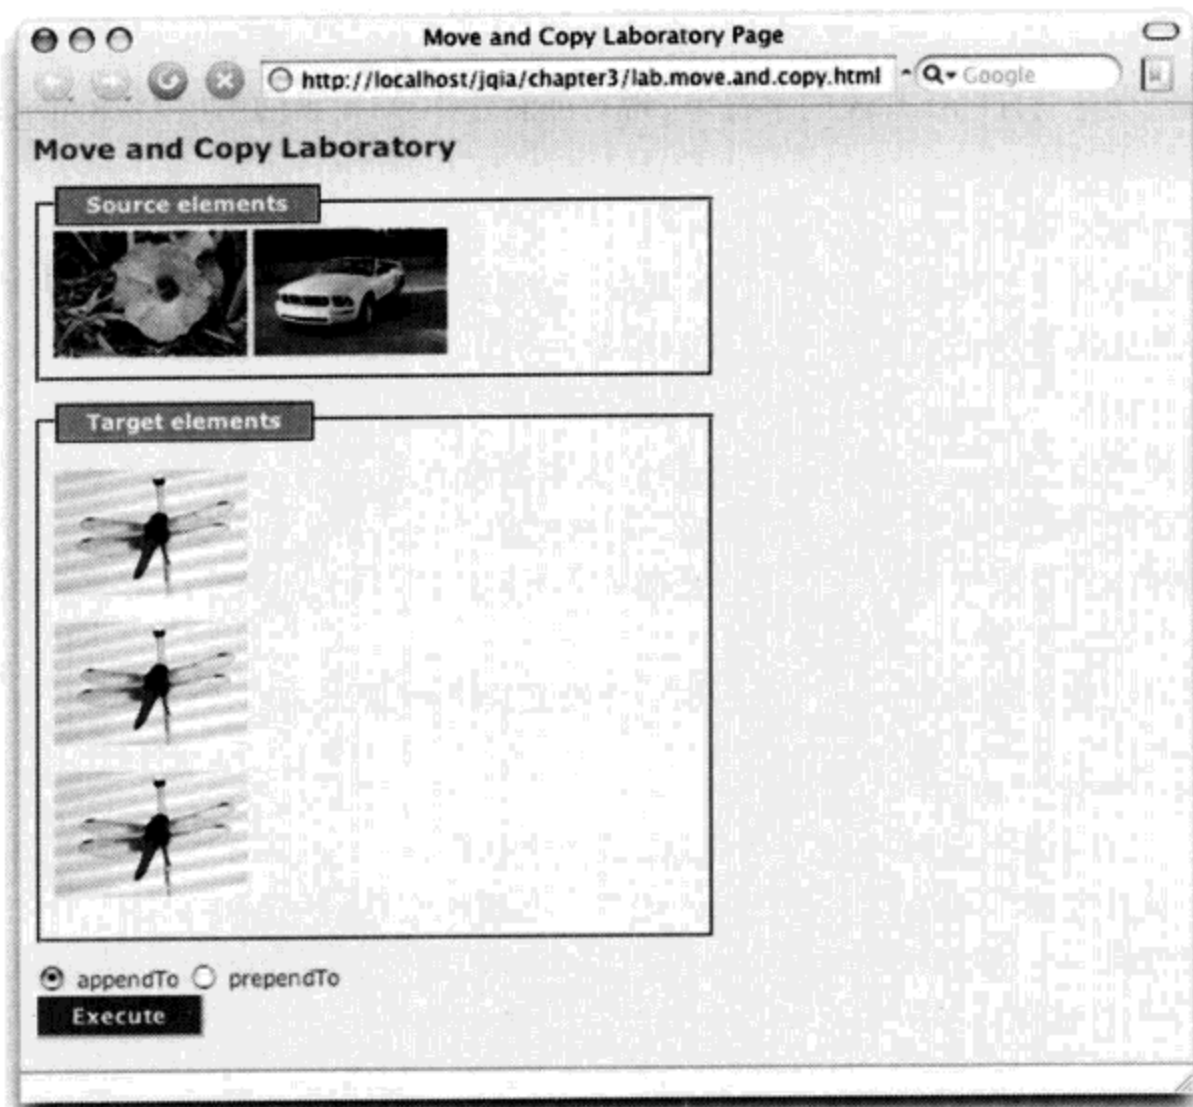 Move and Copy Laboratory Page
http://localhost/jqia/chapter3/lab.move.and.copy.html Google
Move and Copy Laboratory
Source elements
Target elements
appendTo prependTo
Execute